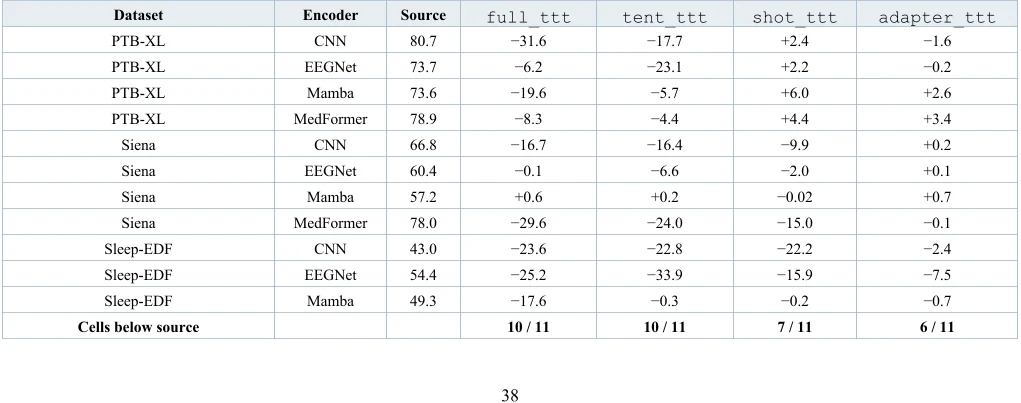 Dataset Encoder Source full_ttt tent_ttt shot_ttt adapter_ttt
PTB-XL CNN 80.7 −31.6 −17.7 +2.4 −1.6
PTB-XL EEGNet 73.7 −6.2 −23.1 +2.2 −0.2
PTB-XL Mamba 73.6 −19.6 −5.7 +6.0 +2.6
PTB-XL MedFormer 78.9 −8.3 −4.4 +4.4 +3.4
Siena CNN 66.8 −16.7 −16.4 −9.9 +0.2
Siena EEGNet 60.4 −0.1 −6.6 −2.0 +0.1
Siena Mamba 57.2 +0.6 +0.2 −0.02 +0.7
Siena MedFormer 78.0 −29.6 −24.0 −15.0 −0.1
Sleep-EDF CNN 43.0 −23.6 −22.8 −22.2 −2.4
Sleep-EDF EEGNet 54.4 −25.2 −33.9 −15.9 −7.5
Sleep-EDF Mamba 49.3 −17.6 −0.3 −0.2 −0.7
Cells below source 10 / 11 10 / 11 7 / 11 6 / 11
38